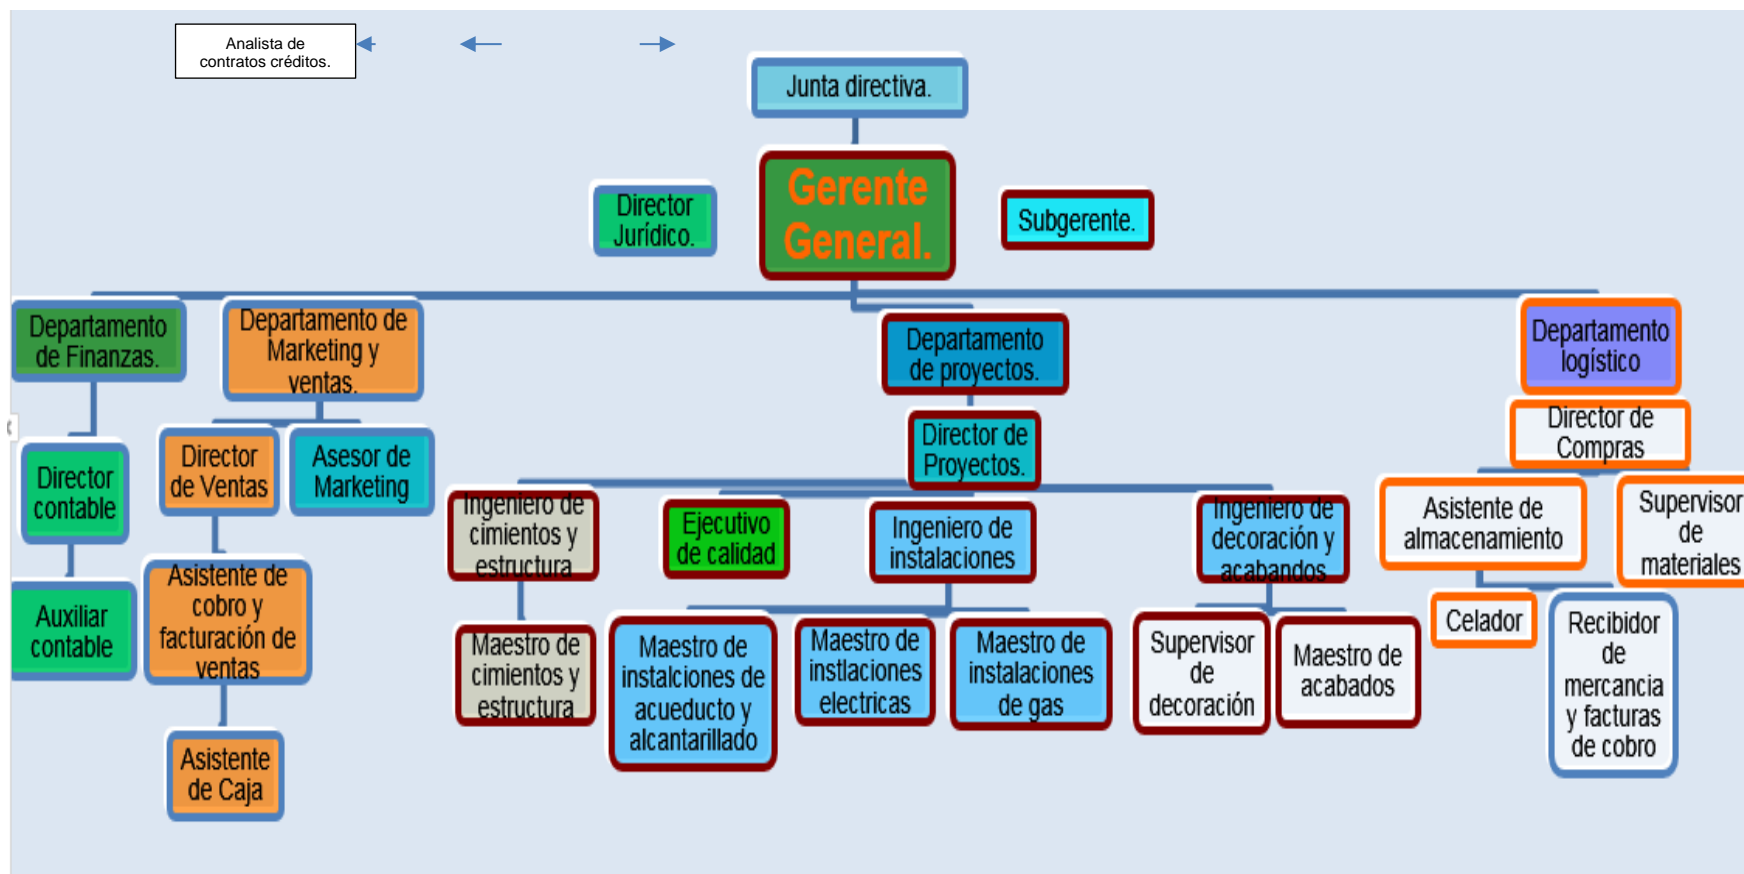 Analista de
contratos créditos.
Junta directiva.
Gerente
General.
Director
Jurídico.
Subgerente.
Departamento
de Finanzas.
Departamento de
Marketing y
ventas.
Departamento
de proyectos.
Departamento
logístico
Director
contable
Director
de Ventas
Asesor de
Marketing
Director de
Proyectos.
Director de
Compras
Auxiliar
contable
Asistente de
cobro y
facturación de
ventas
Asistente
de Caja
Ingeniero de
cimientos y
estructura
Ejecutivo
de calidad
Ingeniero de
instalaciones
Ingeniero de
decoración y
acabandos
Asistente de
almacenamiento
Supervisor
de
materiales
Maestro de
cimientos y
estructura
Maestro de
instalciones de
acueducto y
alcantarillado
Maestro de
instlaciones
electricas
Maestro de
instalaciones
de gas
Supervisor
de
decoración
Maestro de
acabados
Celador
Recibidor
de
mercancia
y facturas
de cobro